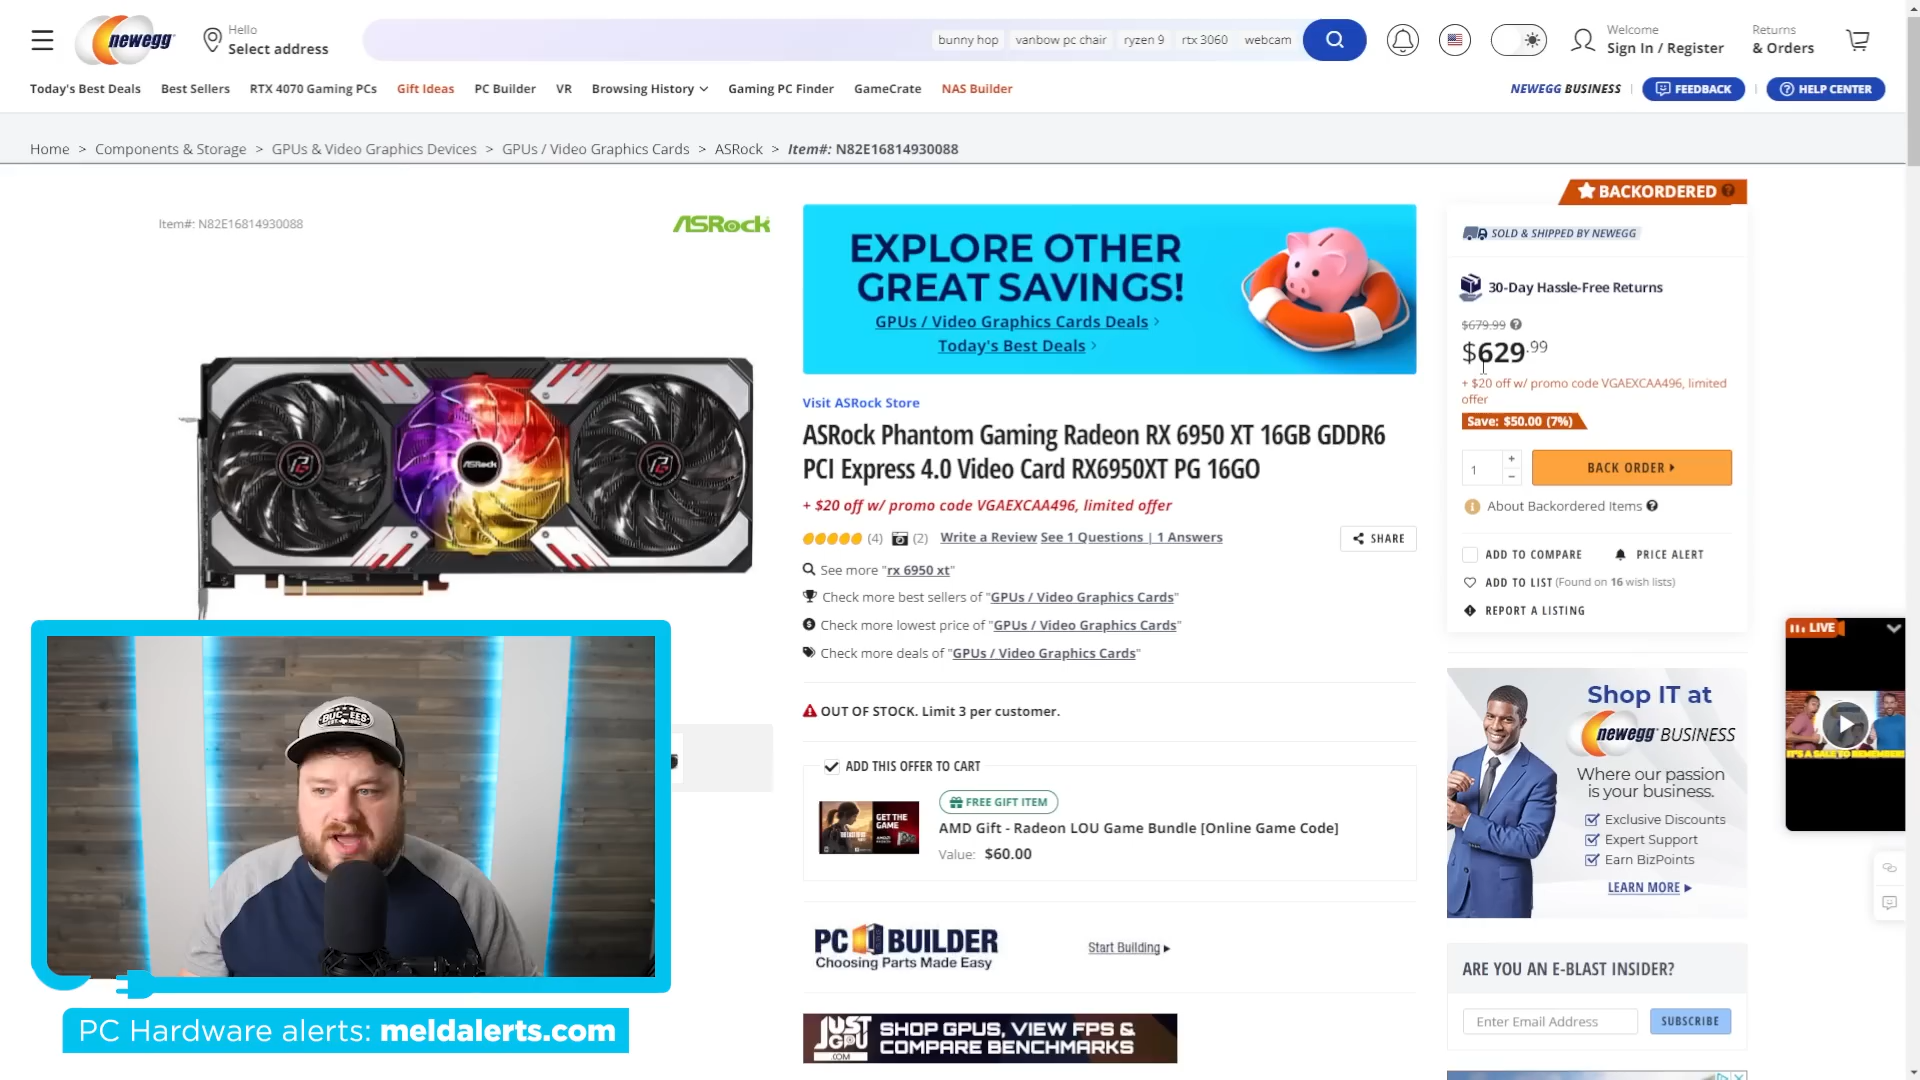 newegg
Hello
Select address
bunny hop
vanbow pc chair
ryzen 9
rtx 3060
webcam
Welcome
Sign In / Register
Returns
& Orders
Today's Best Deals
Best Sellers
RTX 4070 Gaming PCs
Gift Ideas
PC Builder
VR
Browsing History
Gaming PC Finder
GameCrate
NAS Builder
NEWEGG BUSINESS
FEEDBACK
HELP CENTER
Home > Components & Storage > GPUs & Video Graphics Devices > GPUs / Video Graphics Cards > ASRock > Item#: N82E16814930088
Item#: N82E16814930088
ASRock
EXPLORE OTHER
GREAT SAVINGS!
GPUs / Video Graphics Cards Deals
Today's Best Deals
Visit ASRock Store
ASRock Phantom Gaming Radeon RX 6950 XT 16GB GDDR6
PCI Express 4.0 Video Card RX6950XT PG 16GO
+ $20 off w/ promo code VGAEXCAA496, limited offer
(4) (2) Write a Review See 1 Questions | 1 Answers
SHARE
See more "rx 6950 xt"
Check more best sellers of "GPUs / Video Graphics Cards"
Check more lowest price of "GPUs / Video Graphics Cards"
Check more deals of "GPUs / Video Graphics Cards"
OUT OF STOCK. Limit 3 per customer.
ADD THIS OFFER TO CART
FREE GIFT ITEM
GET THE
GAME
AMD Gift - Radeon LOU Game Bundle [Online Game Code]
Value: $60.00
PC BUILDER
Choosing Parts Made Easy
Start Building
JUST
GPU
.COM
SHOP GPUS, VIEW FPS &
COMPARE BENCHMARKS
BACKORDERED
SOLD & SHIPPED BY NEWEGG
30-Day Hassle-Free Returns
$679.99
$629.99
+ $20 off w/ promo code VGAEXCAA496, limited
offer
Save: $50.00 (7%)
1
+
−
BACK ORDER
About Backordered Items
ADD TO COMPARE
PRICE ALERT
ADD TO LIST (Found on 16 wish lists)
REPORT A LISTING
LIVE
IT'S A SALE TO REMEMBER!
Shop IT at
newegg BUSINESS
Where our passion
is your business.
Exclusive Discounts
Expert Support
Earn BizPoints
LEARN MORE
ARE YOU AN E-BLAST INSIDER?
Enter Email Address
SUBSCRIBE
BUC-EES
PC Hardware alerts: meldalerts.com